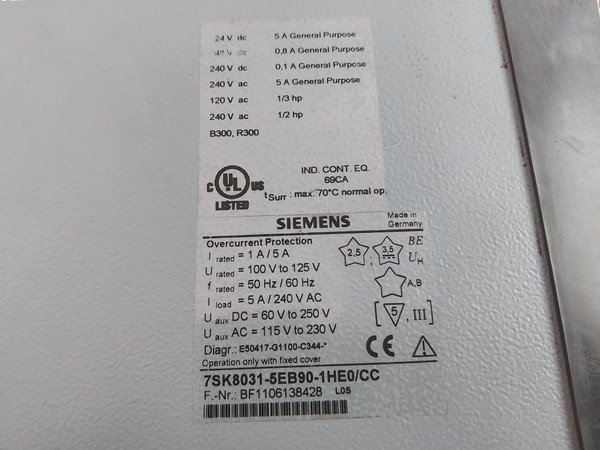 24 V dc 5 A General Purpose
48 V dc 0,8 A General Purpose
240 V dc 0,1 A General Purpose
240 V ac 5 A General Purpose
120 V ac 1/3 hp
240 V ac 1/2 hp
B300, R300
IND. CONT. EQ.
69CA
C UL US
LISTED
tSurr : max. 70°C normal op.
SIEMENS Made in
Germany
Overcurrent Protection
I rated = 1 A / 5 A
U rated = 100 V to 125 V
f rated = 50 Hz / 60 Hz
I load = 5 A / 240 V AC
U aux DC = 60 V to 250 V
U aux AC = 115 V to 230 V
2,5 ; 3,5 BE
UH
A,B
[5, III]
Diagr.: E50417-G1100-C344-*
Operation only with fixed cover
CE
7SK8031-5EB90-1HE0/CC
F.-Nr.: BF1106138428 L0S